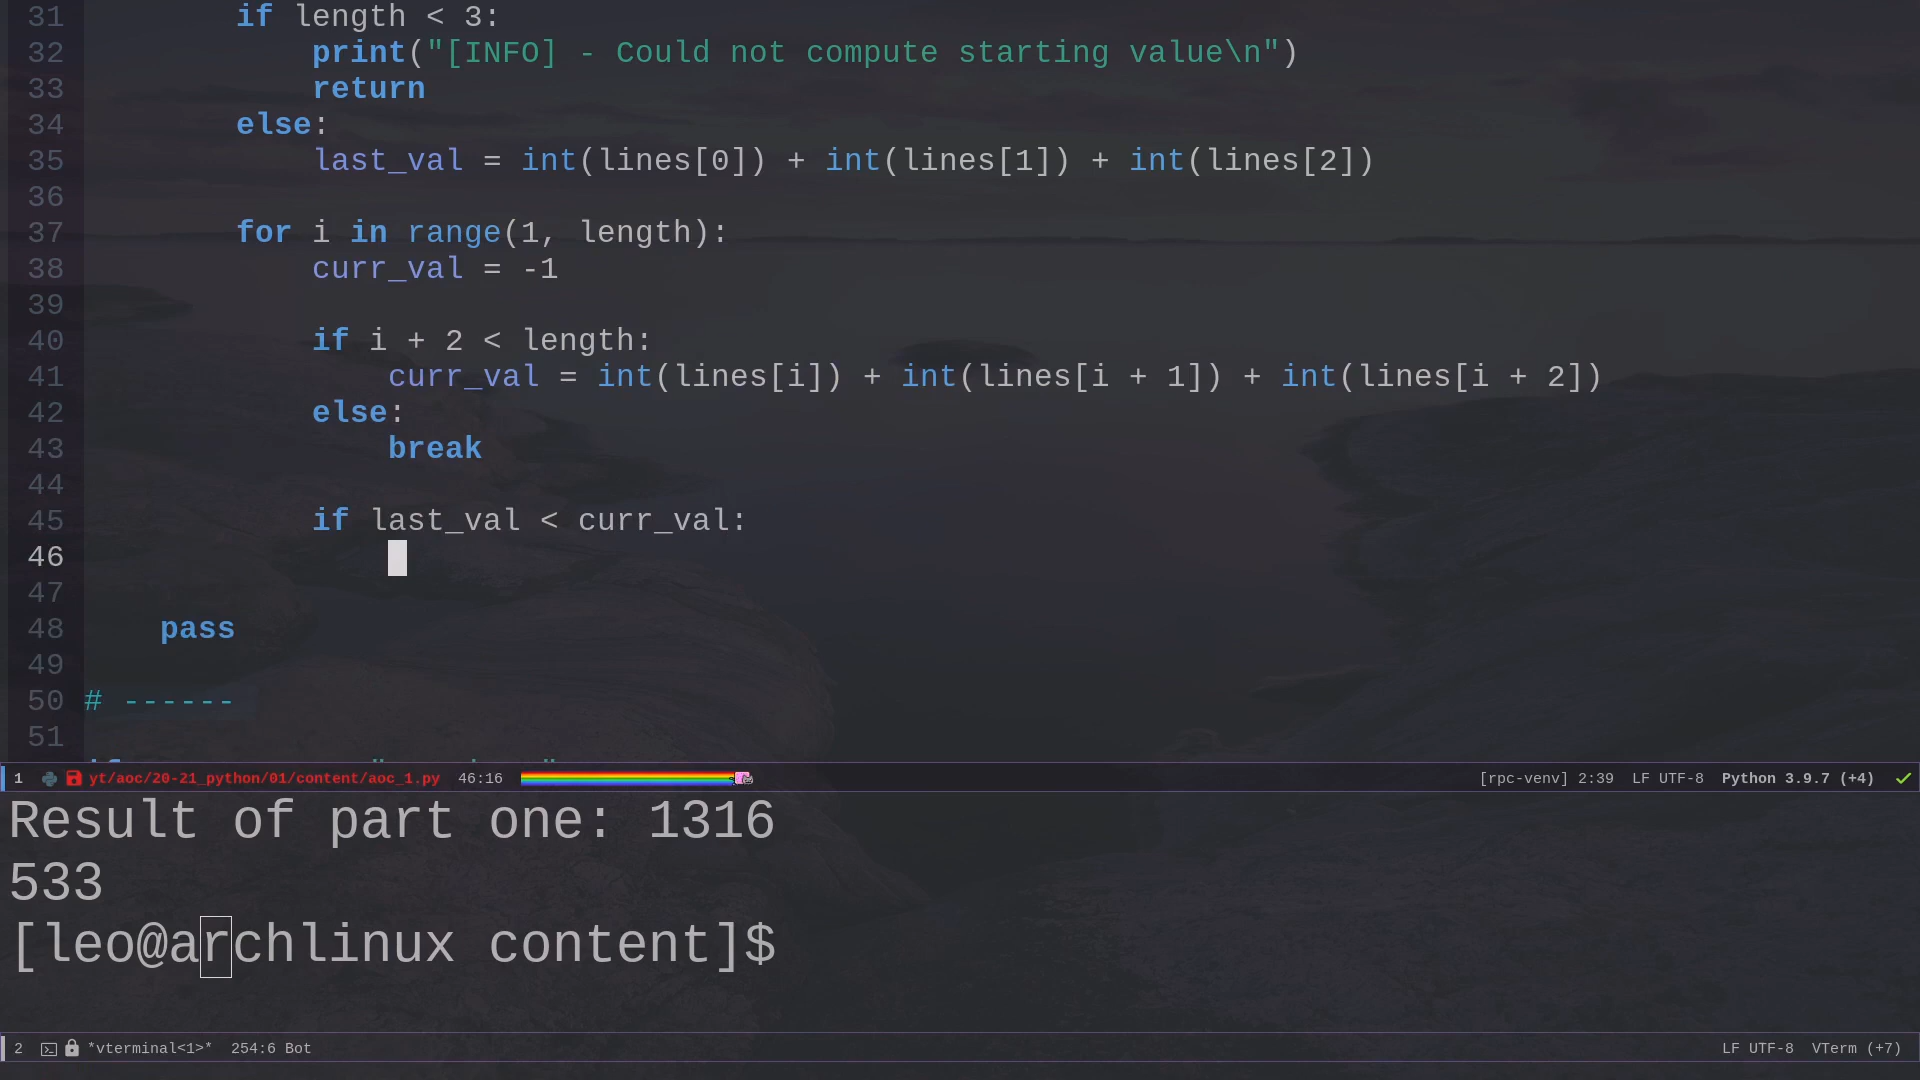 31 if length < 3:
32 print("[INFO] - Could not compute starting value\n")
33 return
34 else:
35 last_val = int(lines[0]) + int(lines[1]) + int(lines[2])
36
37 for i in range(1, length):
38 curr_val = -1
39
40 if i + 2 < length:
41 curr_val = int(lines[i]) + int(lines[i + 1]) + int(lines[i + 2])
42 else:
43 break
44
45 if last_val < curr_val:
46
47
48 pass
49
50 # ------
51
1 yt/aoc/20-21_python/01/content/aoc_1.py 46:16 [rpc-venv] 2:39 LF UTF-8 Python 3.9.7 (+4)
Result of part one: 1316
533
[leo@archlinux content]$
2 *vterminal<1>* 254:6 Bot LF UTF-8 VTerm (+7)